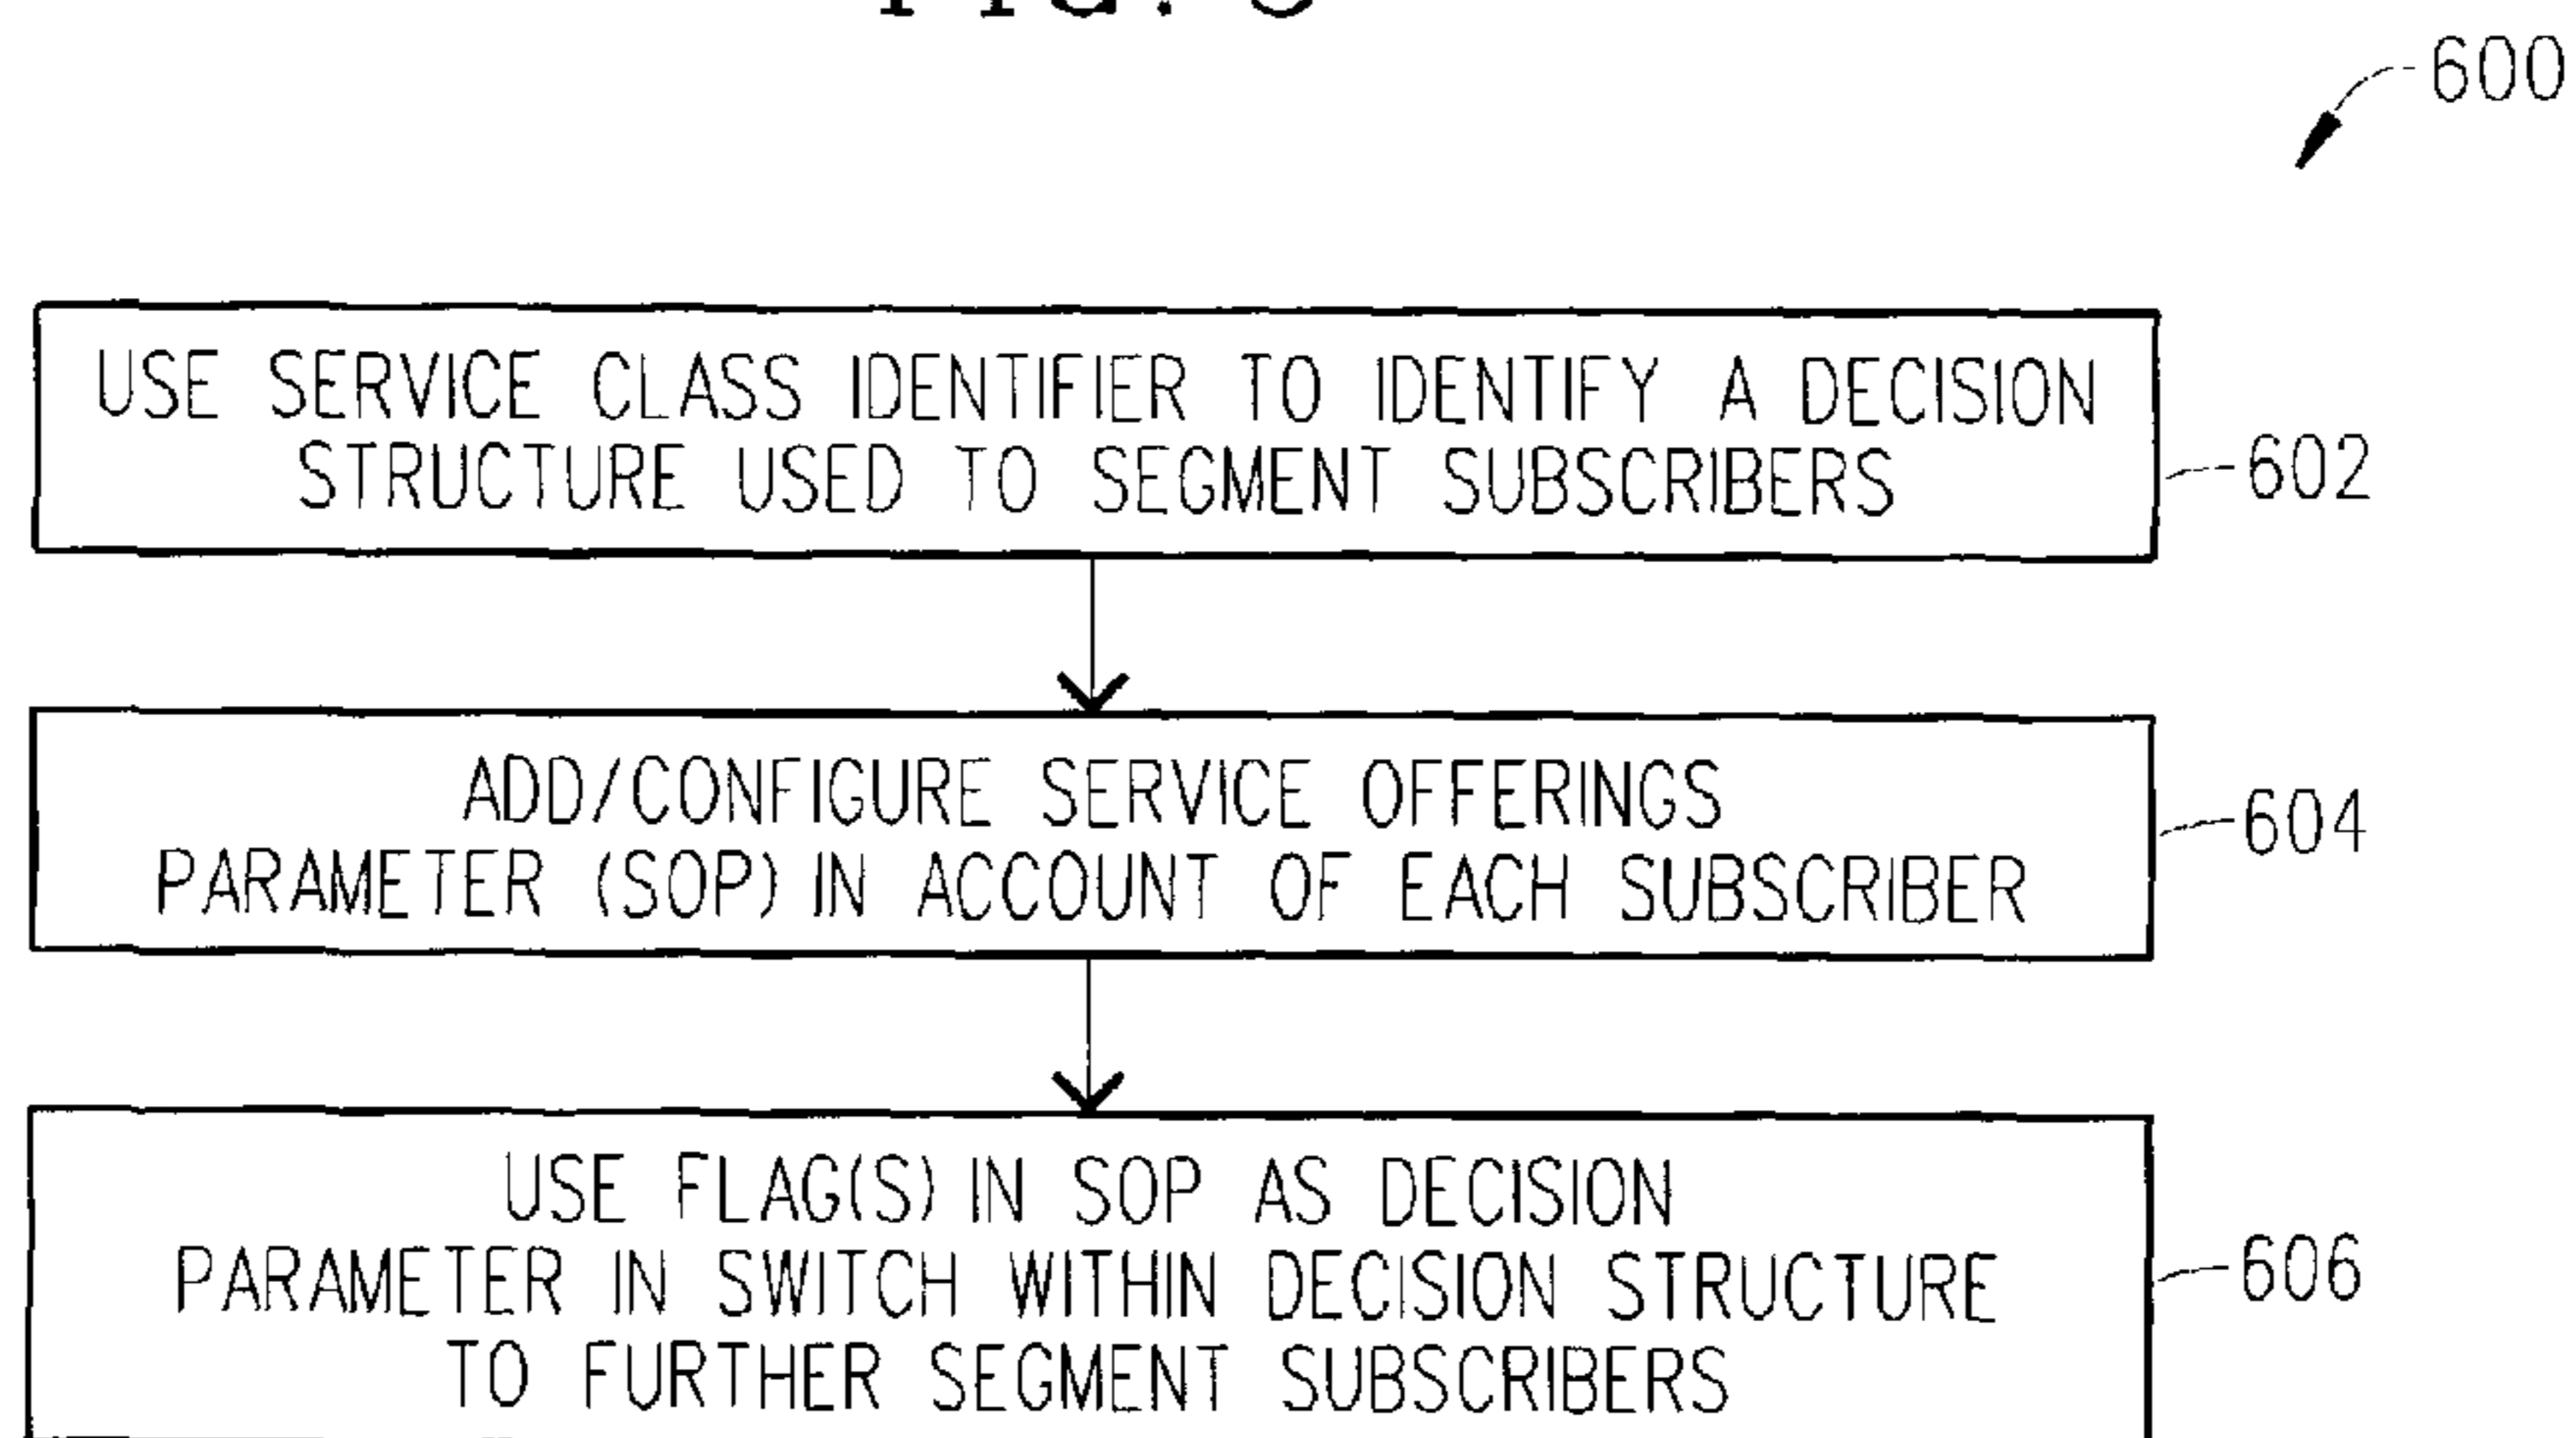 600
USE SERVICE CLASS IDENTIFIER TO IDENTIFY A DECISION
STRUCTURE USED TO SEGMENT SUBSCRIBERS
602
ADD/CONFIGURE SERVICE OFFERINGS
PARAMETER (SOP) IN ACCOUNT OF EACH SUBSCRIBER
604
USE FLAG(S) IN SOP AS DECISION
PARAMETER IN SWITCH WITHIN DECISION STRUCTURE
TO FURTHER SEGMENT SUBSCRIBERS
606